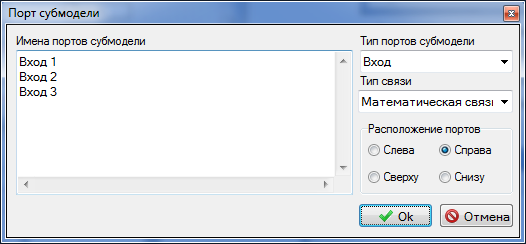 Порт субмодели
Имена портов субмодели
Вход 1
Вход 2
Вход 3
Тип портов субмодели
Вход
Тип связи
Математическая связь
Расположение портов
Слева
Справа
Сверху
Снизу
Ok
Отмена